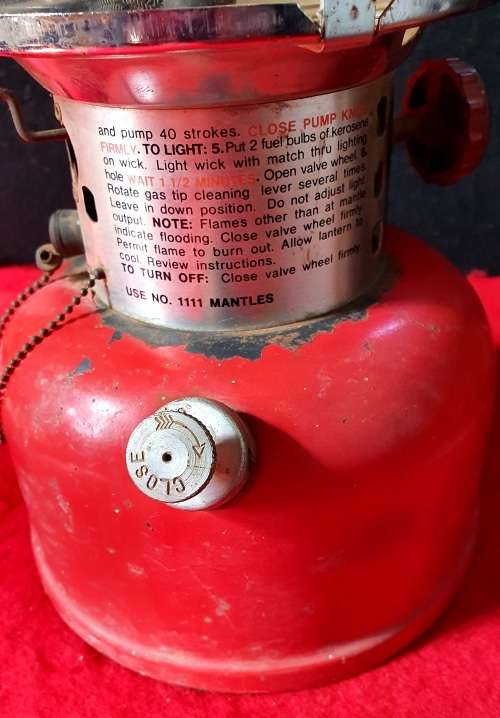 and pump 40 strokes. CLOSE PUMP KNOB
FIRMLY. TO LIGHT: 5. Put 2 fuel bulbs of kerosene
on wick. Light wick with match thru lighting
hole WAIT 1 1/2 MINUTES. Open valve wheel. 6.
Rotate gas tip cleaning lever several times
Leave in down position. Do not adjust light
output. NOTE: Flames other than at mantle
indicate flooding. Close valve wheel firmly
Permit flame to burn out. Allow lantern to
cool. Review instructions.
TO TURN OFF: Close valve wheel firmly
USE NO. 1111 MANTLES
CLOSE